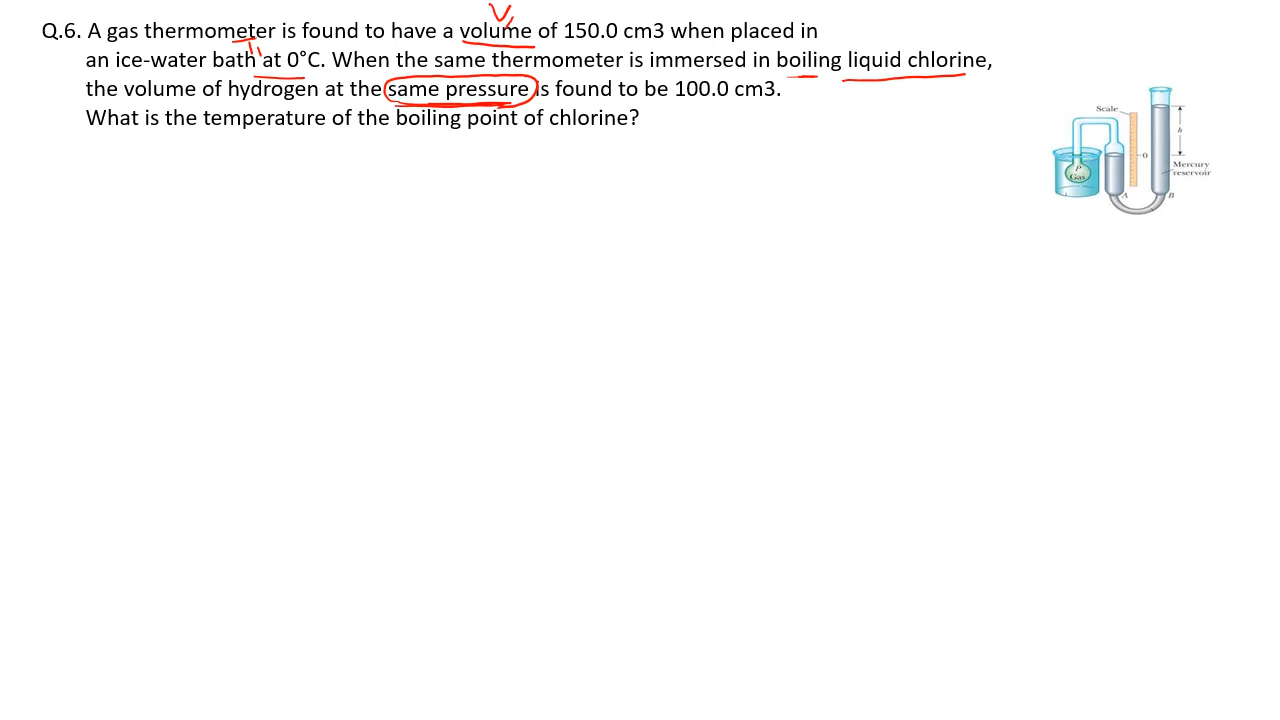 V₁
Q.6. A gas thermometer is found to have a volume of 150.0 cm3 when placed in
T₁
an ice-water bath at 0°C. When the same thermometer is immersed in boiling liquid chlorine,
the volume of hydrogen at the same pressure is found to be 100.0 cm3.
What is the temperature of the boiling point of chlorine?
Scale
h
0
P
Gas
Mercury
reservoir
A
B